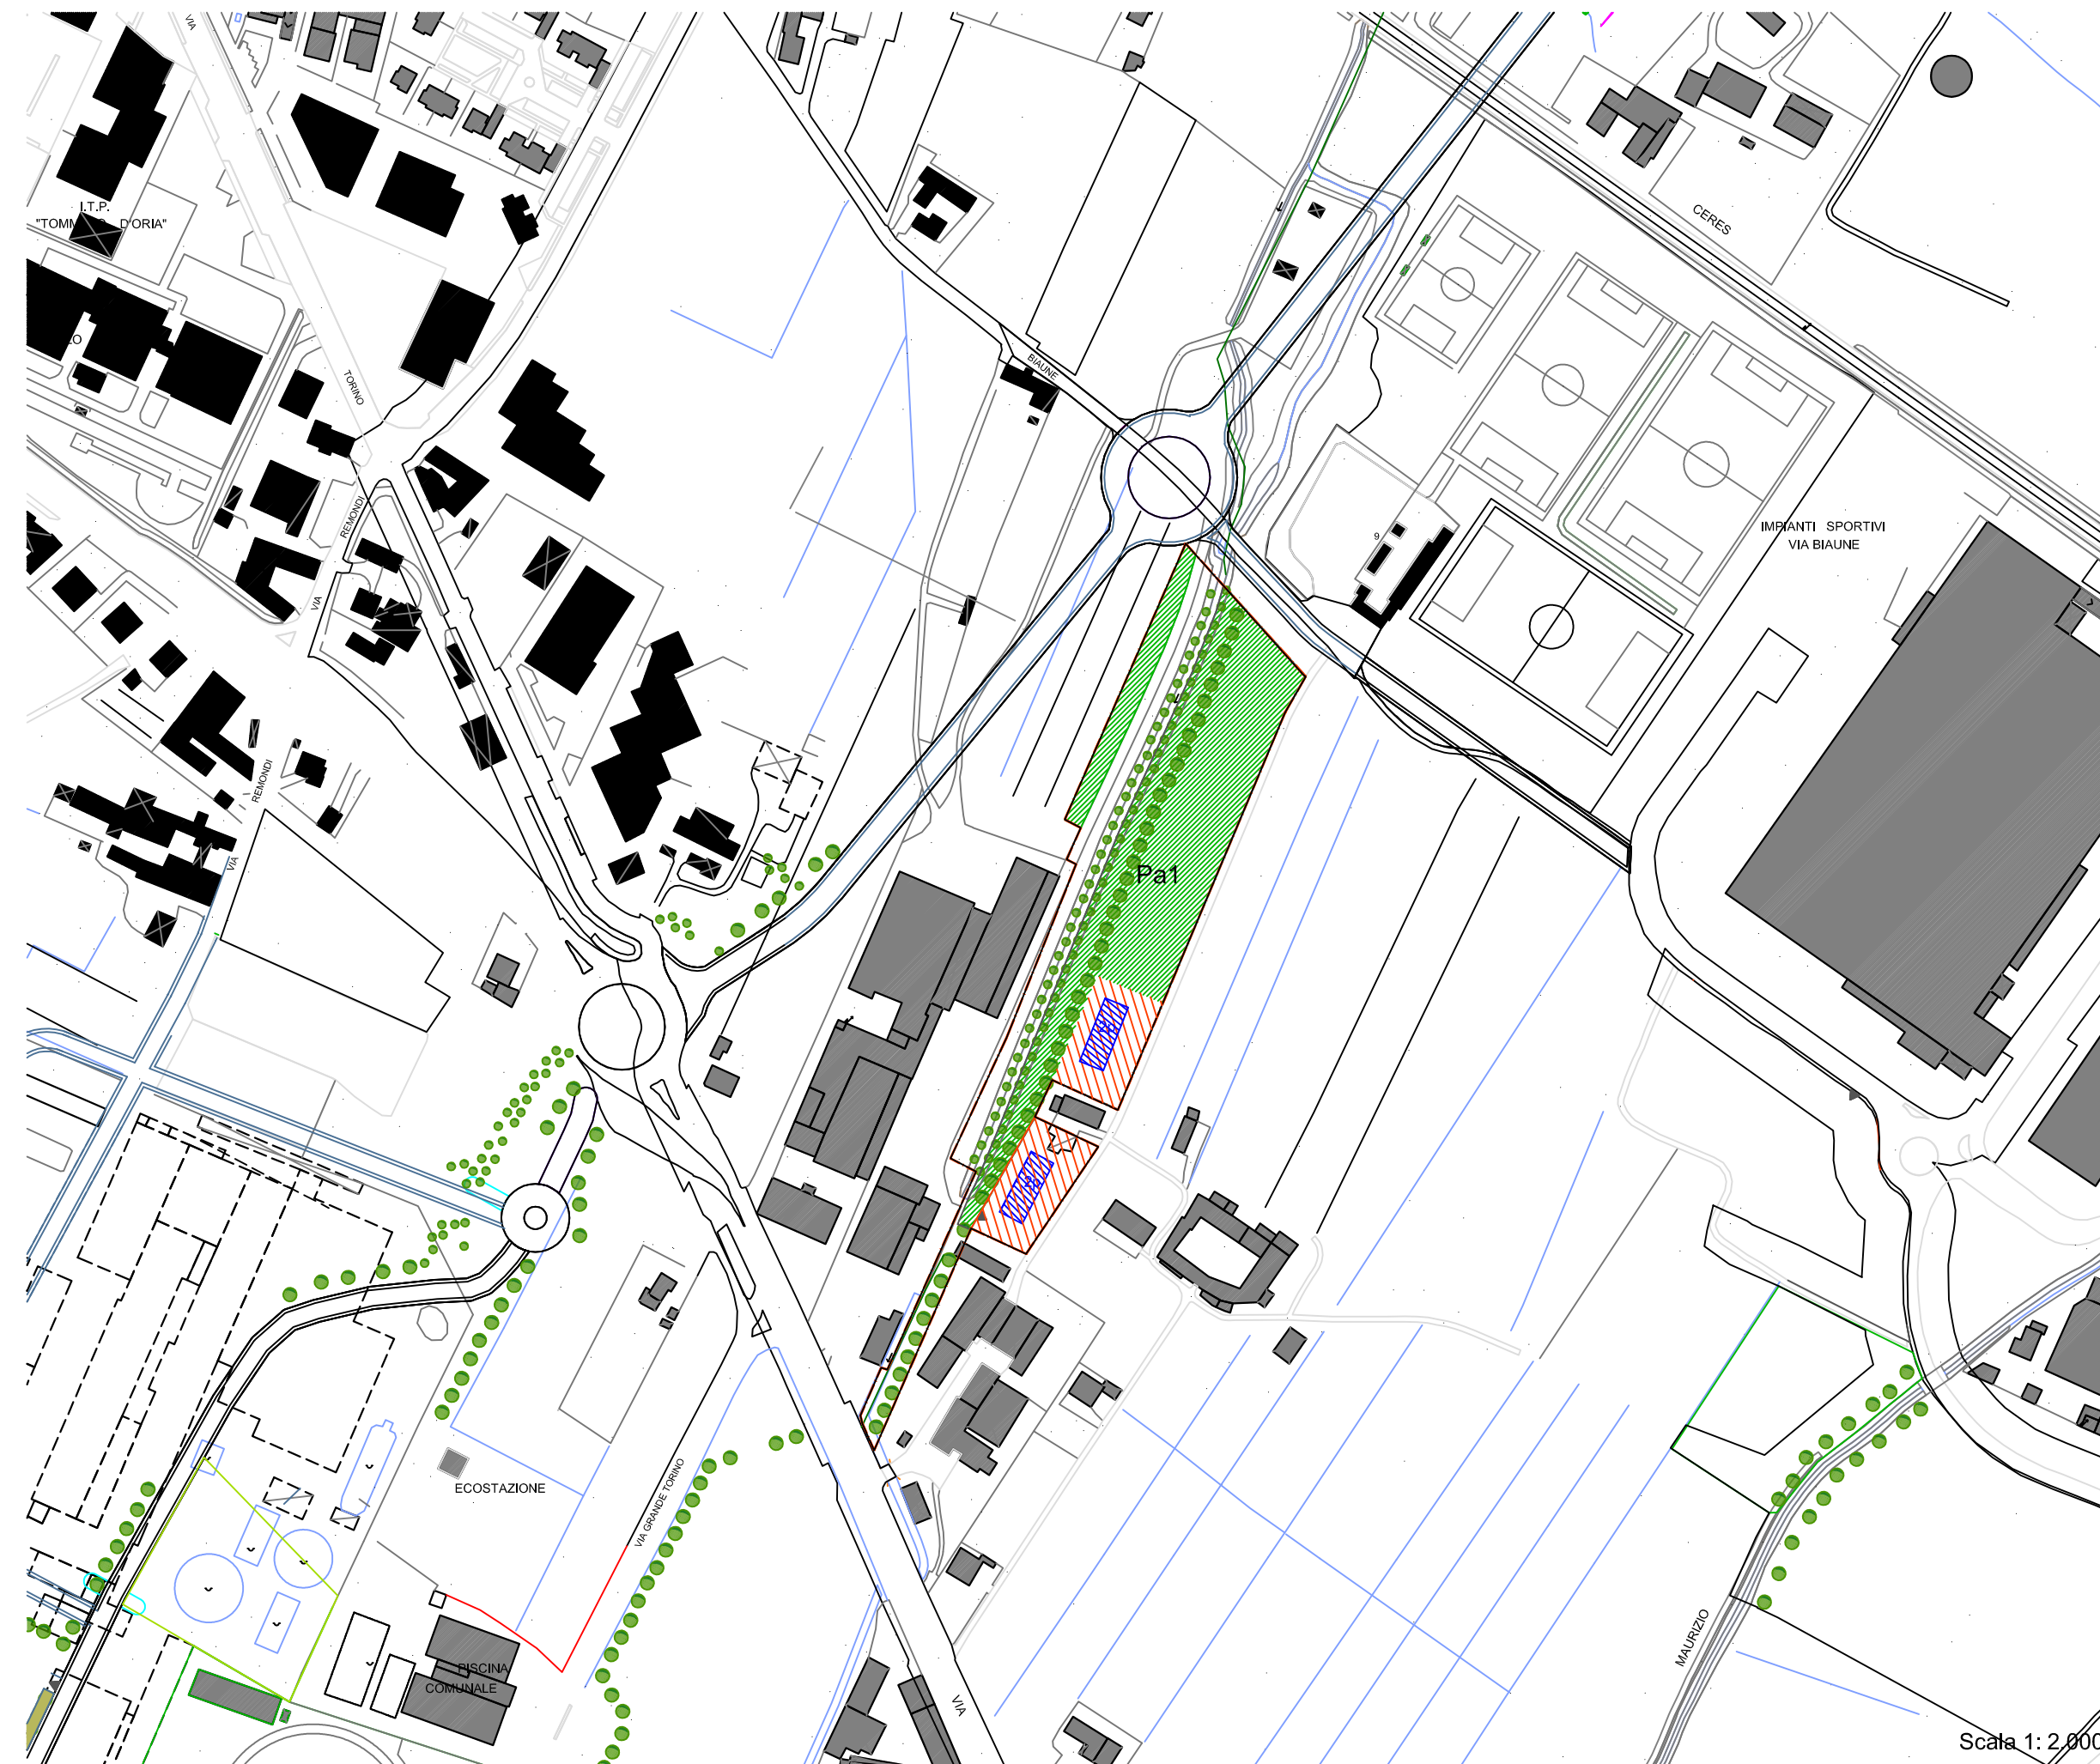 VIA
I.T.P.
"TOMM D'ORIA"
CERES
BIAUNE
TORINO
REMONDI
VIA
9
IMPIANTI SPORTIVI
VIA BIAUNE
REMONDI
VIA
Pa1
ECOSTAZIONE
VIA GRANDE TORINO
PISCINA
COMUNALE
VIA
MAURIZIO
Scala 1: 2.000